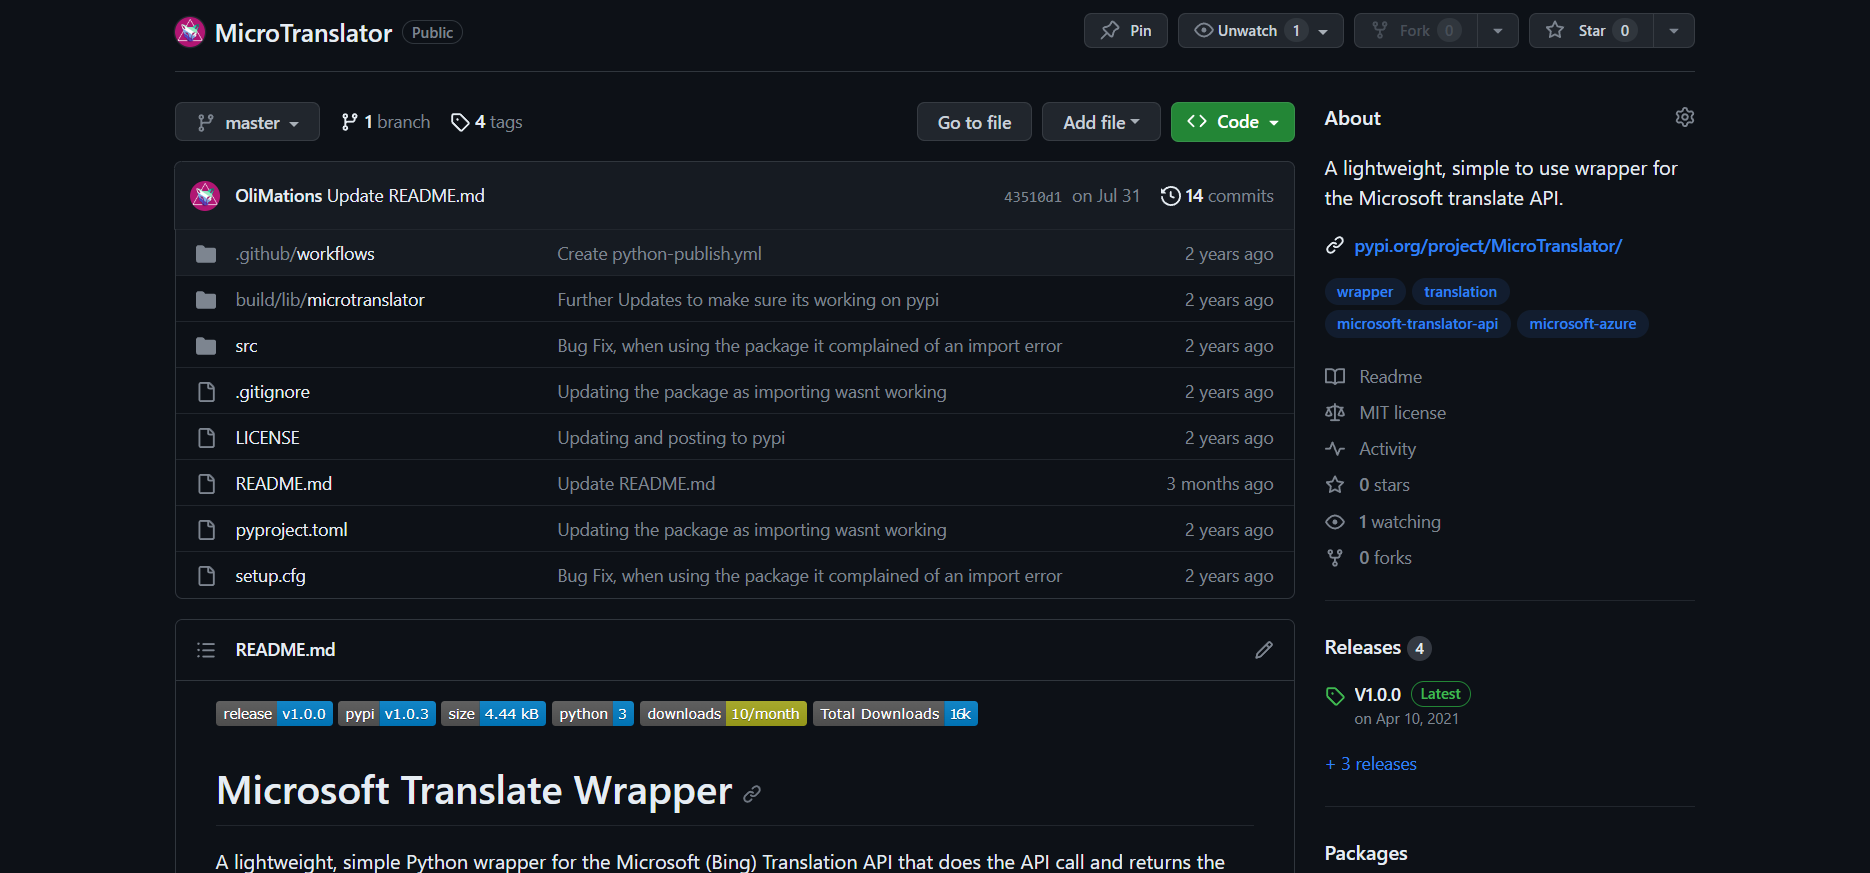 MicroTranslator Public Pin Unwatch 1 Fork 0 Star 0
master 1 branch 4 tags Go to file Add file Code
OliMations Update README.md 43510d1 on Jul 31 14 commits
.github/workflows Create python-publish.yml 2 years ago
build/lib/microtranslator Further Updates to make sure its working on pypi 2 years ago
src Bug Fix, when using the package it complained of an import error 2 years ago
.gitignore Updating the package as importing wasnt working 2 years ago
LICENSE Updating and posting to pypi 2 years ago
README.md Update README.md 3 months ago
pyproject.toml Updating the package as importing wasnt working 2 years ago
setup.cfg Bug Fix, when using the package it complained of an import error 2 years ago
README.md
release v1.0.0 pypi v1.0.3 size 4.44 kB python 3 downloads 10/month Total Downloads 16k
Microsoft Translate Wrapper
A lightweight, simple Python wrapper for the Microsoft (Bing) Translation API that does the API call and returns the
About
A lightweight, simple to use wrapper for
the Microsoft translate API.
pypi.org/project/MicroTranslator/
wrapper translation
microsoft-translator-api microsoft-azure
Readme
MIT license
Activity
0 stars
1 watching
0 forks
Releases 4
V1.0.0 Latest
on Apr 10, 2021
+ 3 releases
Packages